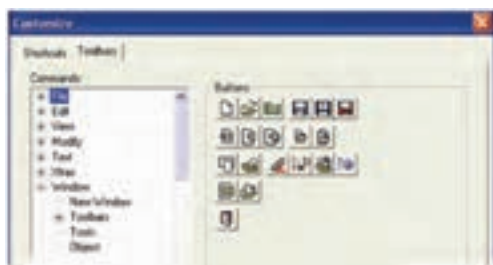 Customize
Shortcuts Toolbars
Commands
File
Edit
View
Modify
Text
Xtras
Window
New Window
Toolbars
Tools
Object
Buttons